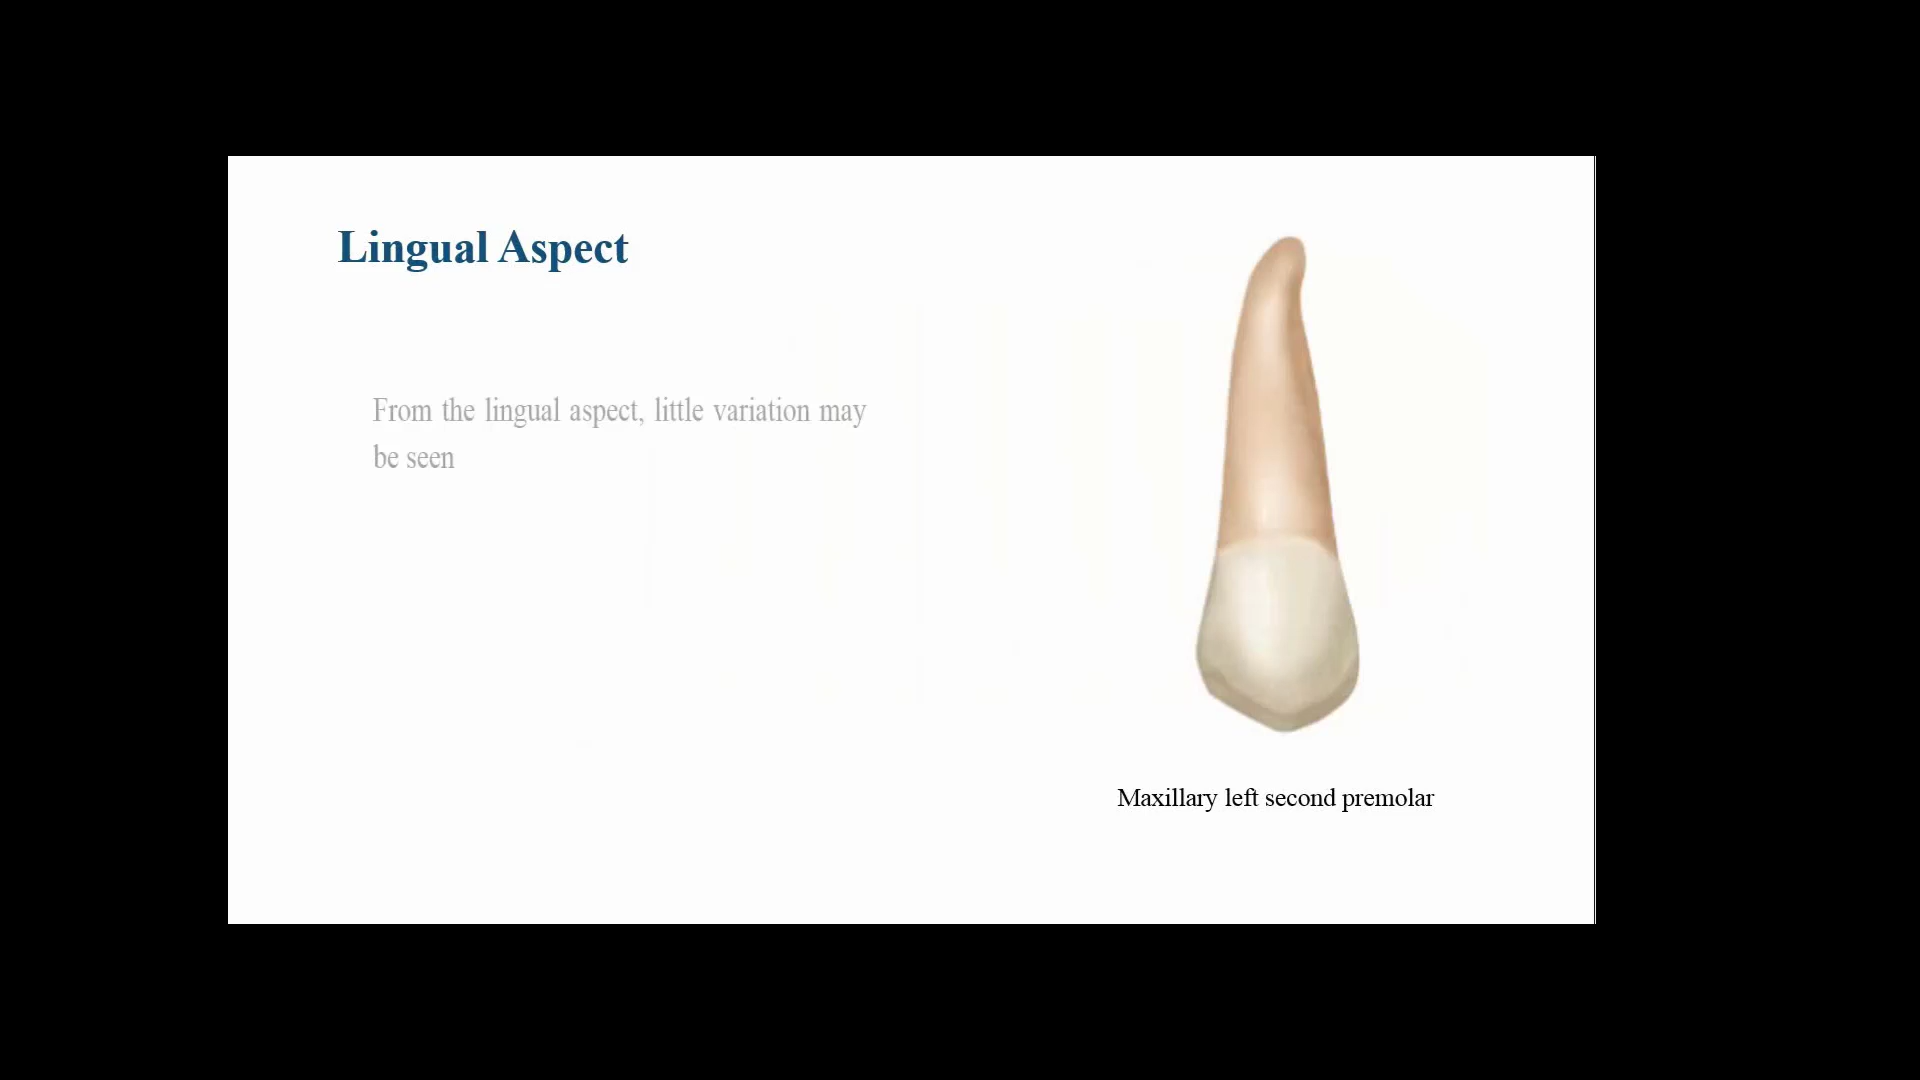 Lingual Aspect
From the lingual aspect, little variation may
be seen
Maxillary left second premolar